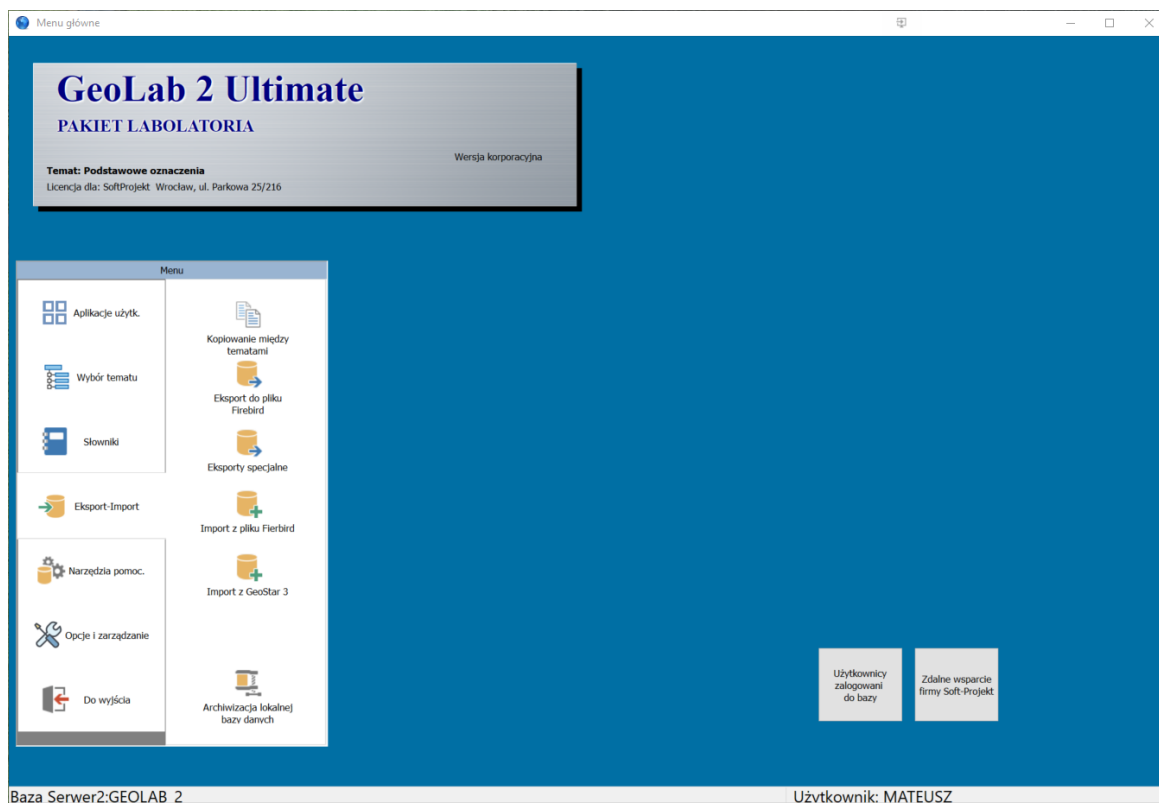 Menu główne
GeoLab 2 Ultimate
PAKIET LABOLATORIA
Wersja korporacyjna
Temat: Podstawowe oznaczenia
Licencja dla: SoftProjekt Wrocław, ul. Parkowa 25/216
Menu
Aplikacje użytk.
Wybór tematu
Słowniki
Eksport-Import
Narzędzia pomoc.
Opcje i zarządzanie
Do wyjścia
Kopiowanie między
tematami
Eksport do pliku
Firebird
Eksporty specjalne
Import z pliku Fierbird
Import z GeoStar 3
Archiwizacja lokalnej
bazy danych
Użytkownicy
zalogowani
do bazy
Zdalne wsparcie
firmy Soft-Projekt
Baza Serwer2:GEOLAB_2
Użytkownik: MATEUSZ